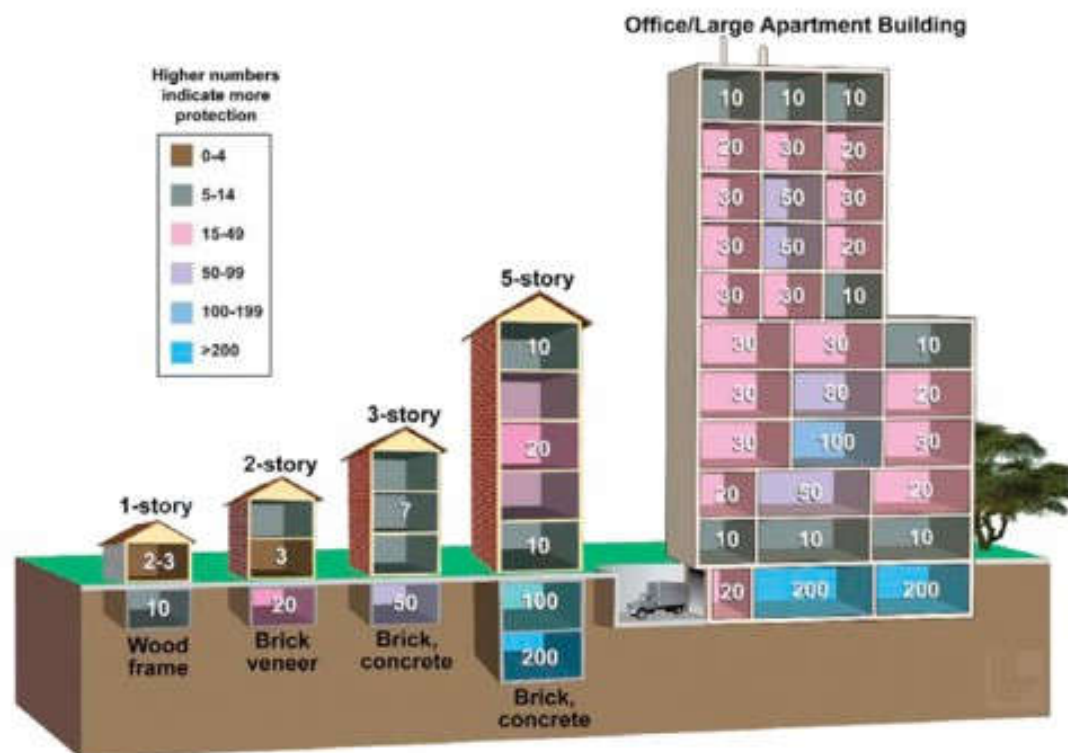 Office/Large Apartment Building
Higher numbers
indicate more
protection
0-4
5-14
15-49
50-99
100-199
>200
10 10 10
20 30 20
30 50 30
30 50 20
30 30 10
30 30 10
30 80 20
30 100 30
20 50 20
10 10 10
20 200 200
5-story
10
20
10
100
200
Brick,
concrete
3-story
7
50
Brick,
concrete
2-story
3
20
Brick
veneer
1-story
2-3
10
Wood
frame